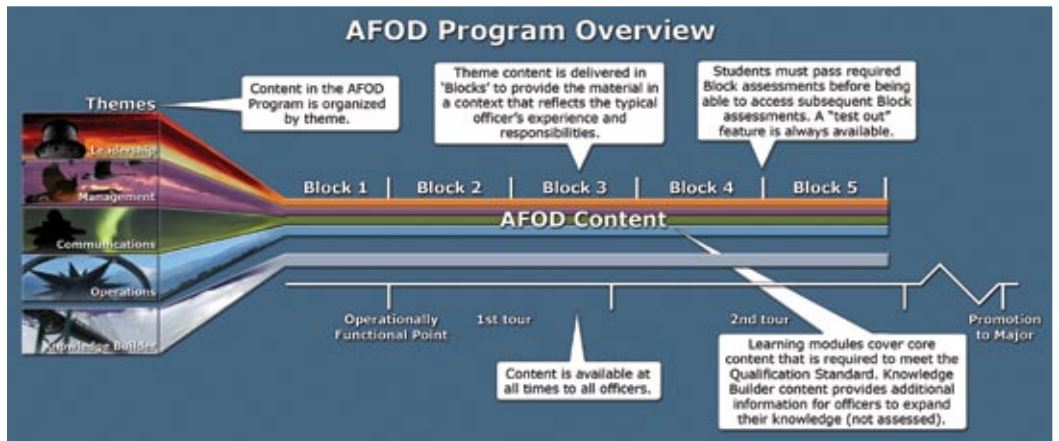 AFOD Program Overview
Themes
Content in the AFOD
Program is organized
by theme.
Theme content is delivered in
‘Blocks’ to provide the material in
a context that reflects the typical
officer’s experience and
responsibilities.
Students must pass required
Block assessments before being
able to access subsequent Block
assessments. A “test out”
feature is always available.
Leadership
Management
Communications
Operations
Knowledge Builder
Block 1
Block 2
Block 3
Block 4
Block 5
AFOD Content
Operationally
Functional Point
1st tour
2nd tour
Promotion
to Major
Content is available at
all times to all officers.
Learning modules cover core
content that is required to meet the
Qualification Standard. Knowledge
Builder content provides additional
information for officers to expand
their knowledge (not assessed).